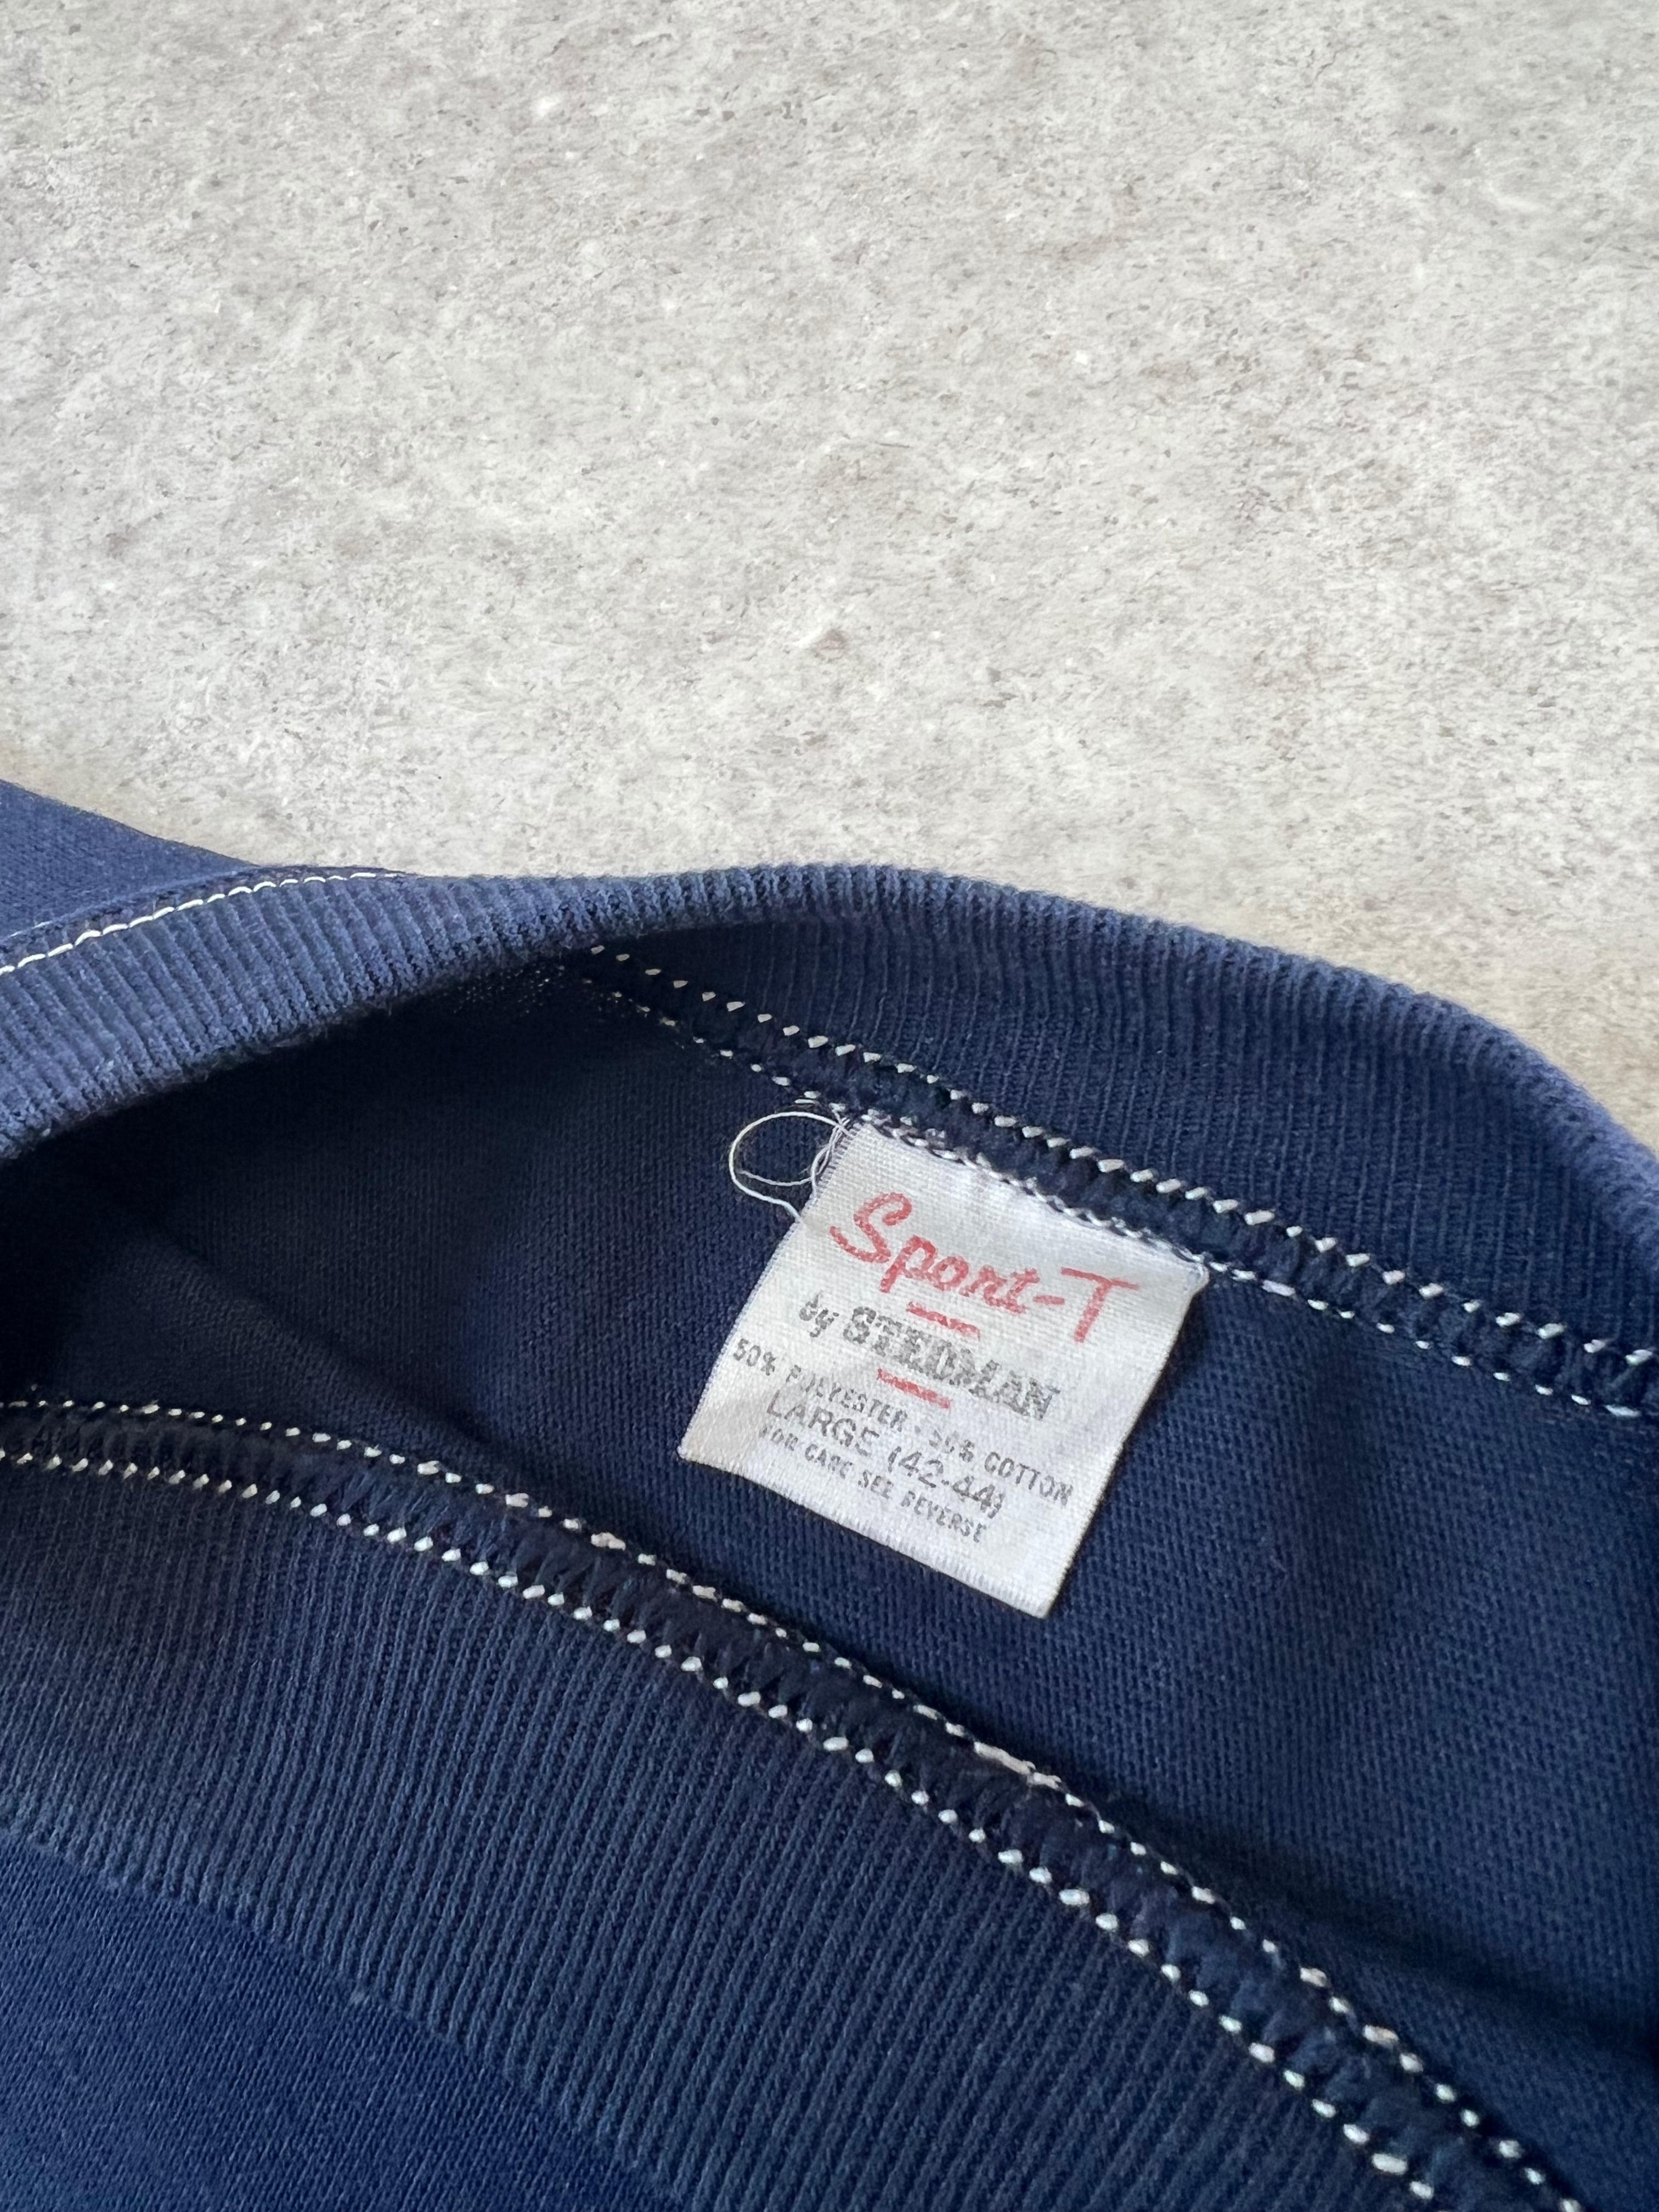 Sport-T
by STEDMAN
50% POLYESTER - 50% COTTON
LARGE (42-44)
FOR CARE SEE REVERSE